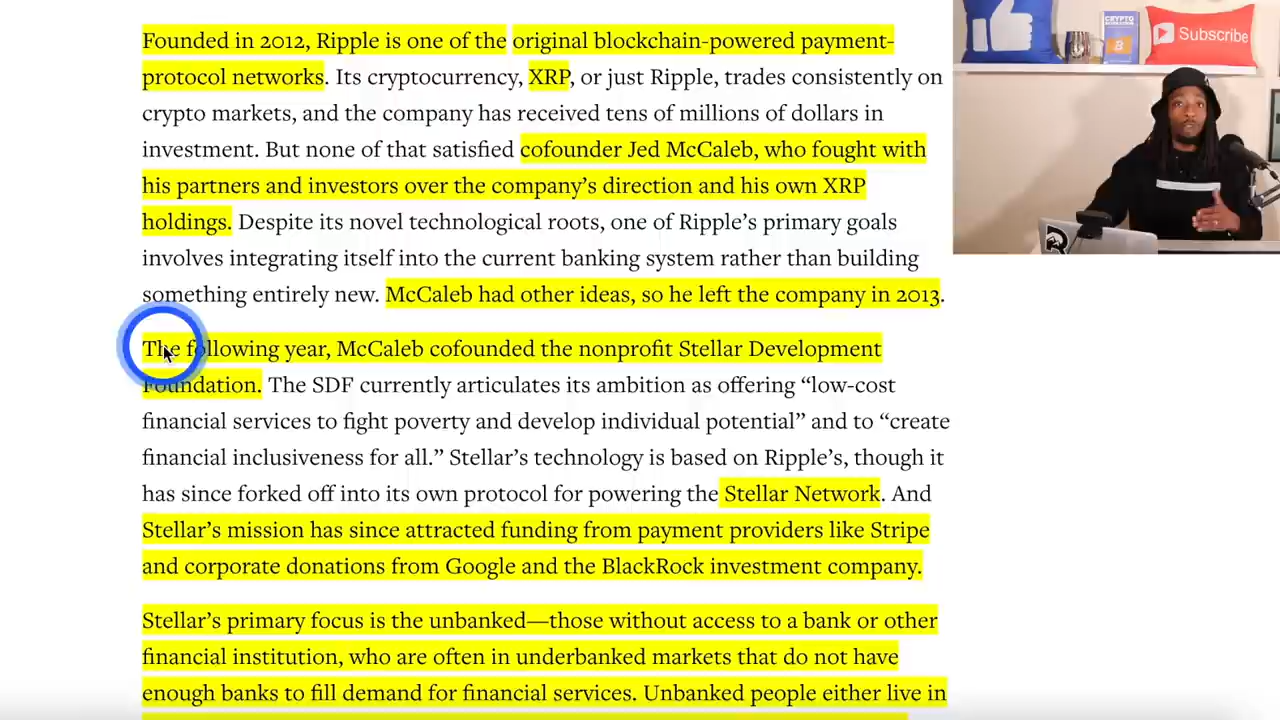 Founded in 2012, Ripple is one of the original blockchain-powered payment-
protocol networks. Its cryptocurrency, XRP, or just Ripple, trades consistently on
crypto markets, and the company has received tens of millions of dollars in
investment. But none of that satisfied cofounder Jed McCaleb, who fought with
his partners and investors over the company’s direction and his own XRP
holdings. Despite its novel technological roots, one of Ripple’s primary goals
involves integrating itself into the current banking system rather than building
something entirely new. McCaleb had other ideas, so he left the company in 2013.
The following year, McCaleb cofounded the nonprofit Stellar Development
Foundation. The SDF currently articulates its ambition as offering “low-cost
financial services to fight poverty and develop individual potential” and to “create
financial inclusiveness for all.” Stellar’s technology is based on Ripple’s, though it
has since forked off into its own protocol for powering the Stellar Network. And
Stellar’s mission has since attracted funding from payment providers like Stripe
and corporate donations from Google and the BlackRock investment company.
Stellar’s primary focus is the unbanked—those without access to a bank or other
financial institution, who are often in underbanked markets that do not have
enough banks to fill demand for financial services. Unbanked people either live in
CRYPTO
Subscribe